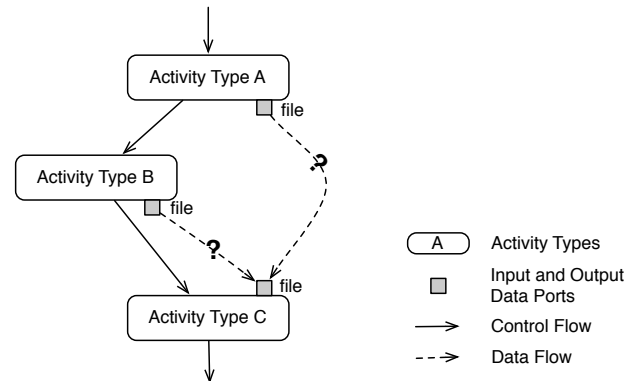 Activity Type A
file
?
Activity Type B
file
?
file
Activity Type C
A Activity Types
Input and Output
Data Ports
Control Flow
Data Flow